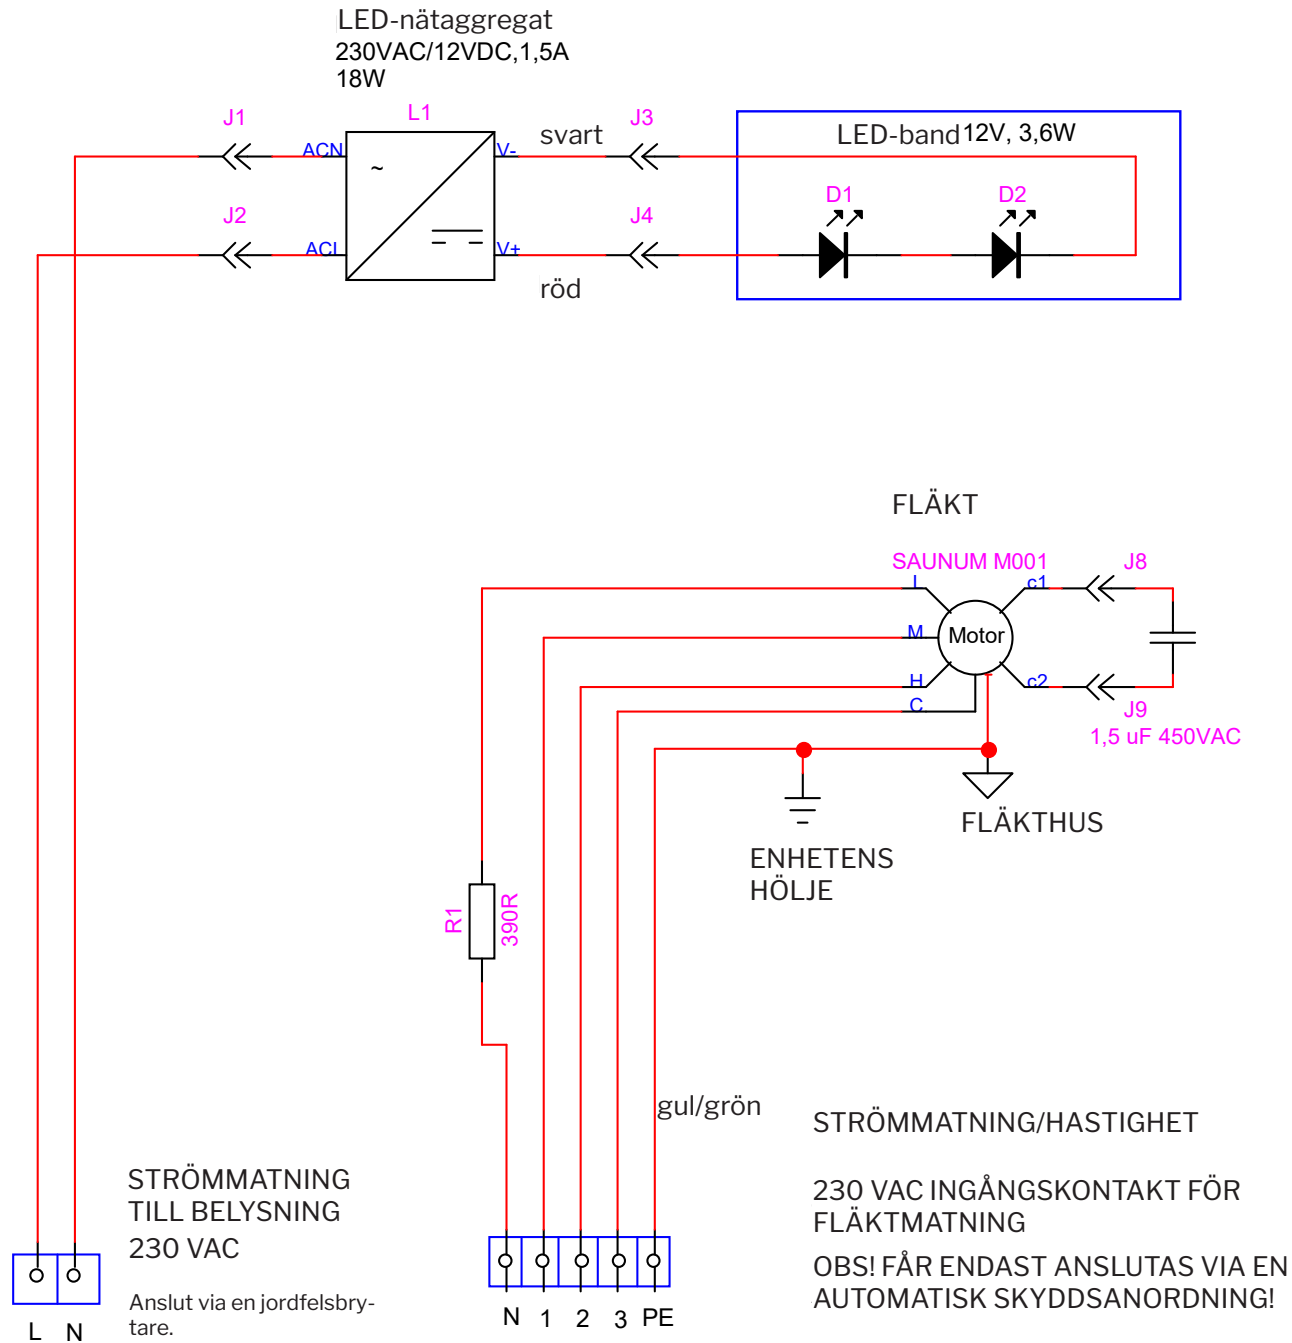 LED-nätaggregat
230VAC/12VDC,1,5A
18W
J1
L1
svart
J3
LED-band 12V, 3,6W
ACN
~
V-
D1
D2
J2
J4
ACL
V+
röd
FLÄKT
SAUNUM M001
J8
L
c1
M
Motor
H
c2
C
J9
1,5 uF 450VAC
FLÄKTHUS
ENHETENS
HÖLJE
R1
390R
gul/grön
STRÖMMATNING/HASTIGHET
STRÖMMATNING
TILL BELYSNING
230 VAC
230 VAC INGÅNGSKONTAKT FÖR
FLÄKTMATNING
OBS! FÅR ENDAST ANSLUTAS VIA EN
AUTOMATISK SKYDDSANORDNING!
Anslut via en jordfelsbry-
tare.
L N
N 1 2 3 PE